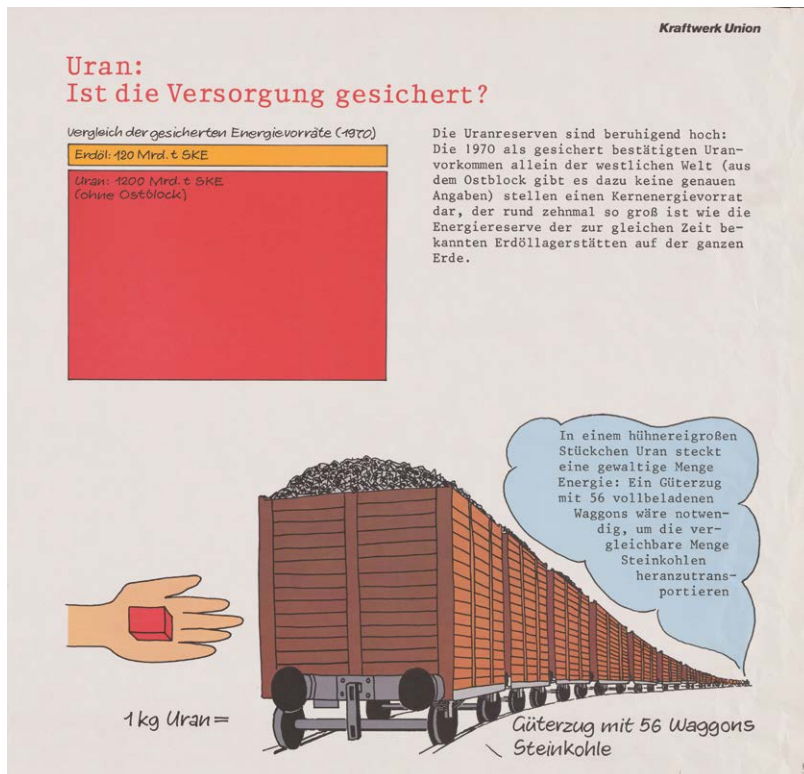 Kraftwerk Union
Uran:
Ist die Versorgung gesichert?
Vergleich der gesicherten Energievorräte (1970)
Erdöl: 120 Mrd. t SKE
Uran: 1200 Mrd. t SKE
(ohne Ostblock)
Die Uranreserven sind beruhigend hoch:
Die 1970 als gesichert bestätigten Uran-
vorkommen allein der westlichen Welt (aus
dem Ostblock gibt es dazu keine genauen
Angaben) stellen einen Kernenergievorrat
dar, der rund zehnmal so groß ist wie die
Energiereserve der zur gleichen Zeit be-
kannten Erdöllagerstätten auf der ganzen
Erde.
In einem hühnereigroßen
Stückchen Uran steckt
eine gewaltige Menge
Energie: Ein Güterzug
mit 56 vollbeladenen
Waggons wäre notwen-
dig, um die ver-
gleichbare Menge
Steinkohlen
heranzutrans-
portieren
1 kg Uran =
Güterzug mit 56 Waggons
Steinkohle